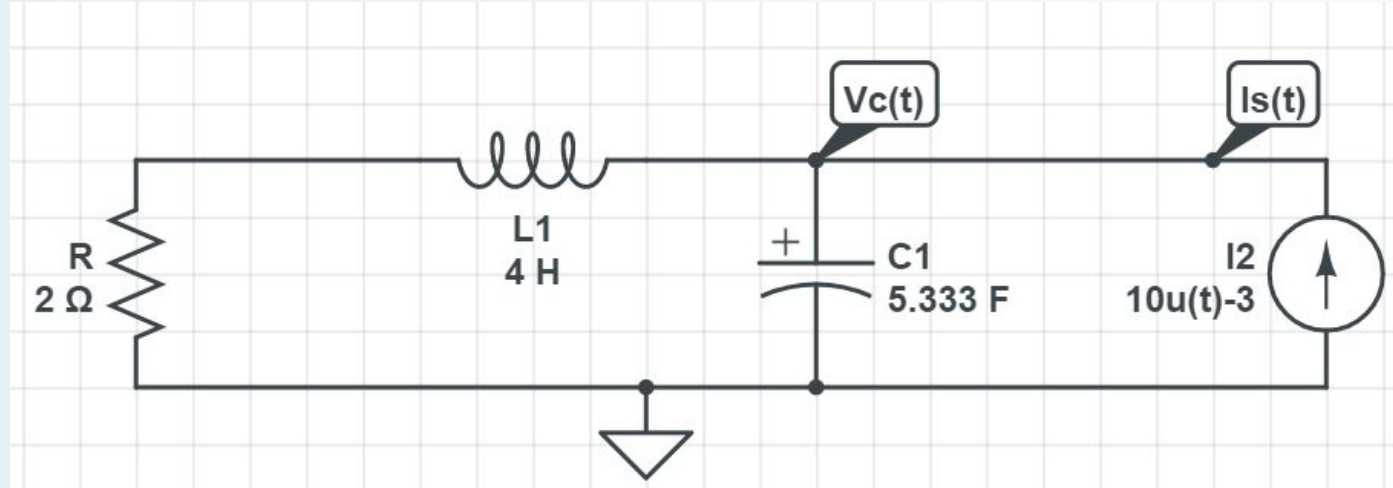 Vc(t)
Is(t)
L1
4 H
R
2 Ω
+
C1
5.333 F
I2
10u(t)-3